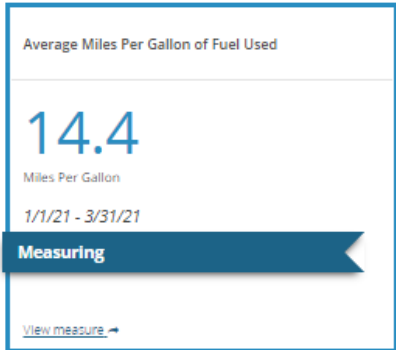 Average Miles Per Gallon of Fuel Used
14.4
Miles Per Gallon
1/1/21 - 3/31/21
Measuring
View measure